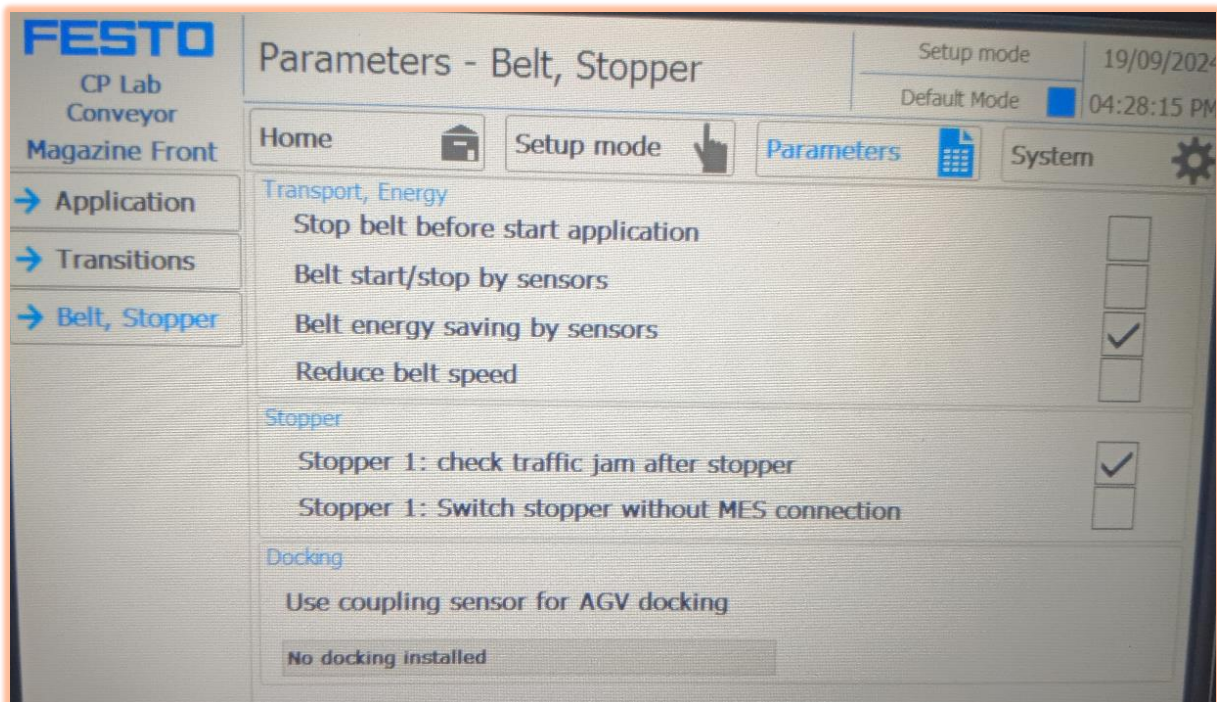 FESTO
CP Lab
Conveyor
Magazine Front
Parameters - Belt, Stopper
Setup mode
Default Mode
19/09/2024
04:28:15 PM
Home
Setup mode
Parameters
System
Application
Transitions
Belt, Stopper
Transport, Energy
Stop belt before start application
Belt start/stop by sensors
Belt energy saving by sensors
Reduce belt speed
Stopper
Stopper 1: check traffic jam after stopper
Stopper 1: Switch stopper without MES connection
Docking
Use coupling sensor for AGV docking
No docking installed